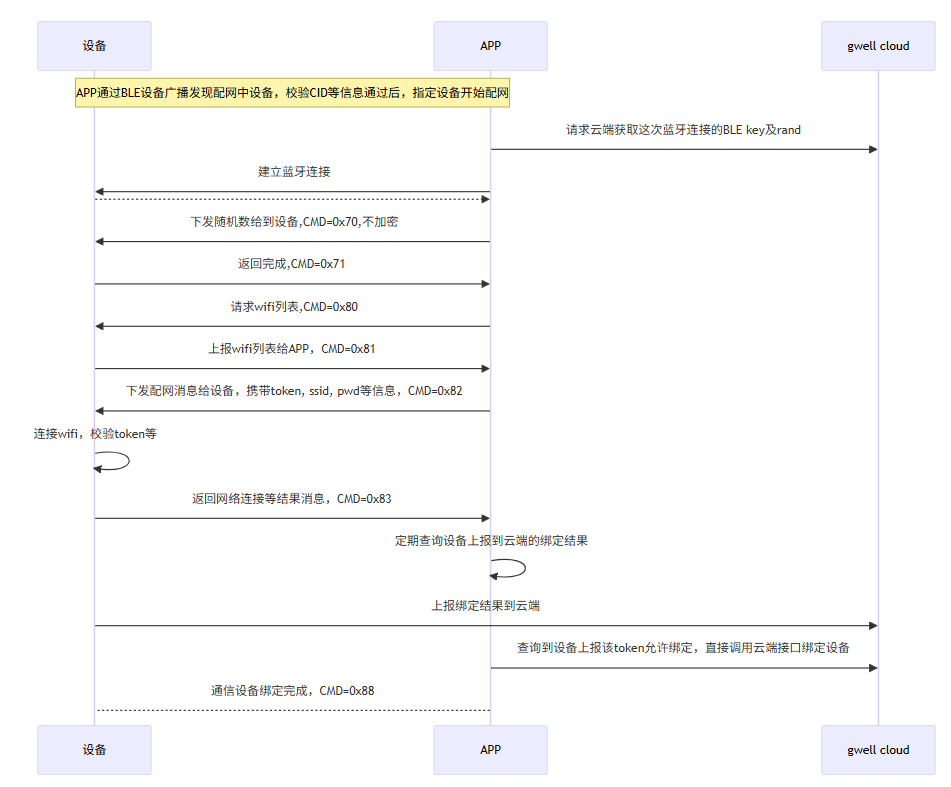 设备
APP
gwell cloud
APP通过BLE设备广播发现配网中设备，校验CID等信息通过后，指定设备开始配网
请求云端获取这次蓝牙连接的BLE key及rand
建立蓝牙连接
下发随机数给到设备,CMD=0x70,不加密
返回完成,CMD=0x71
请求wifi列表,CMD=0x80
上报wifi列表给APP，CMD=0x81
下发配网消息给设备，携带token, ssid, pwd等信息，CMD=0x82
连接wifi，校验token等
返回网络连接等结果消息，CMD=0x83
定期查询设备上报到云端的绑定结果
上报绑定结果到云端
查询到设备上报该token允许绑定，直接调用云端接口绑定设备
通信设备绑定完成，CMD=0x88
设备
APP
gwell cloud